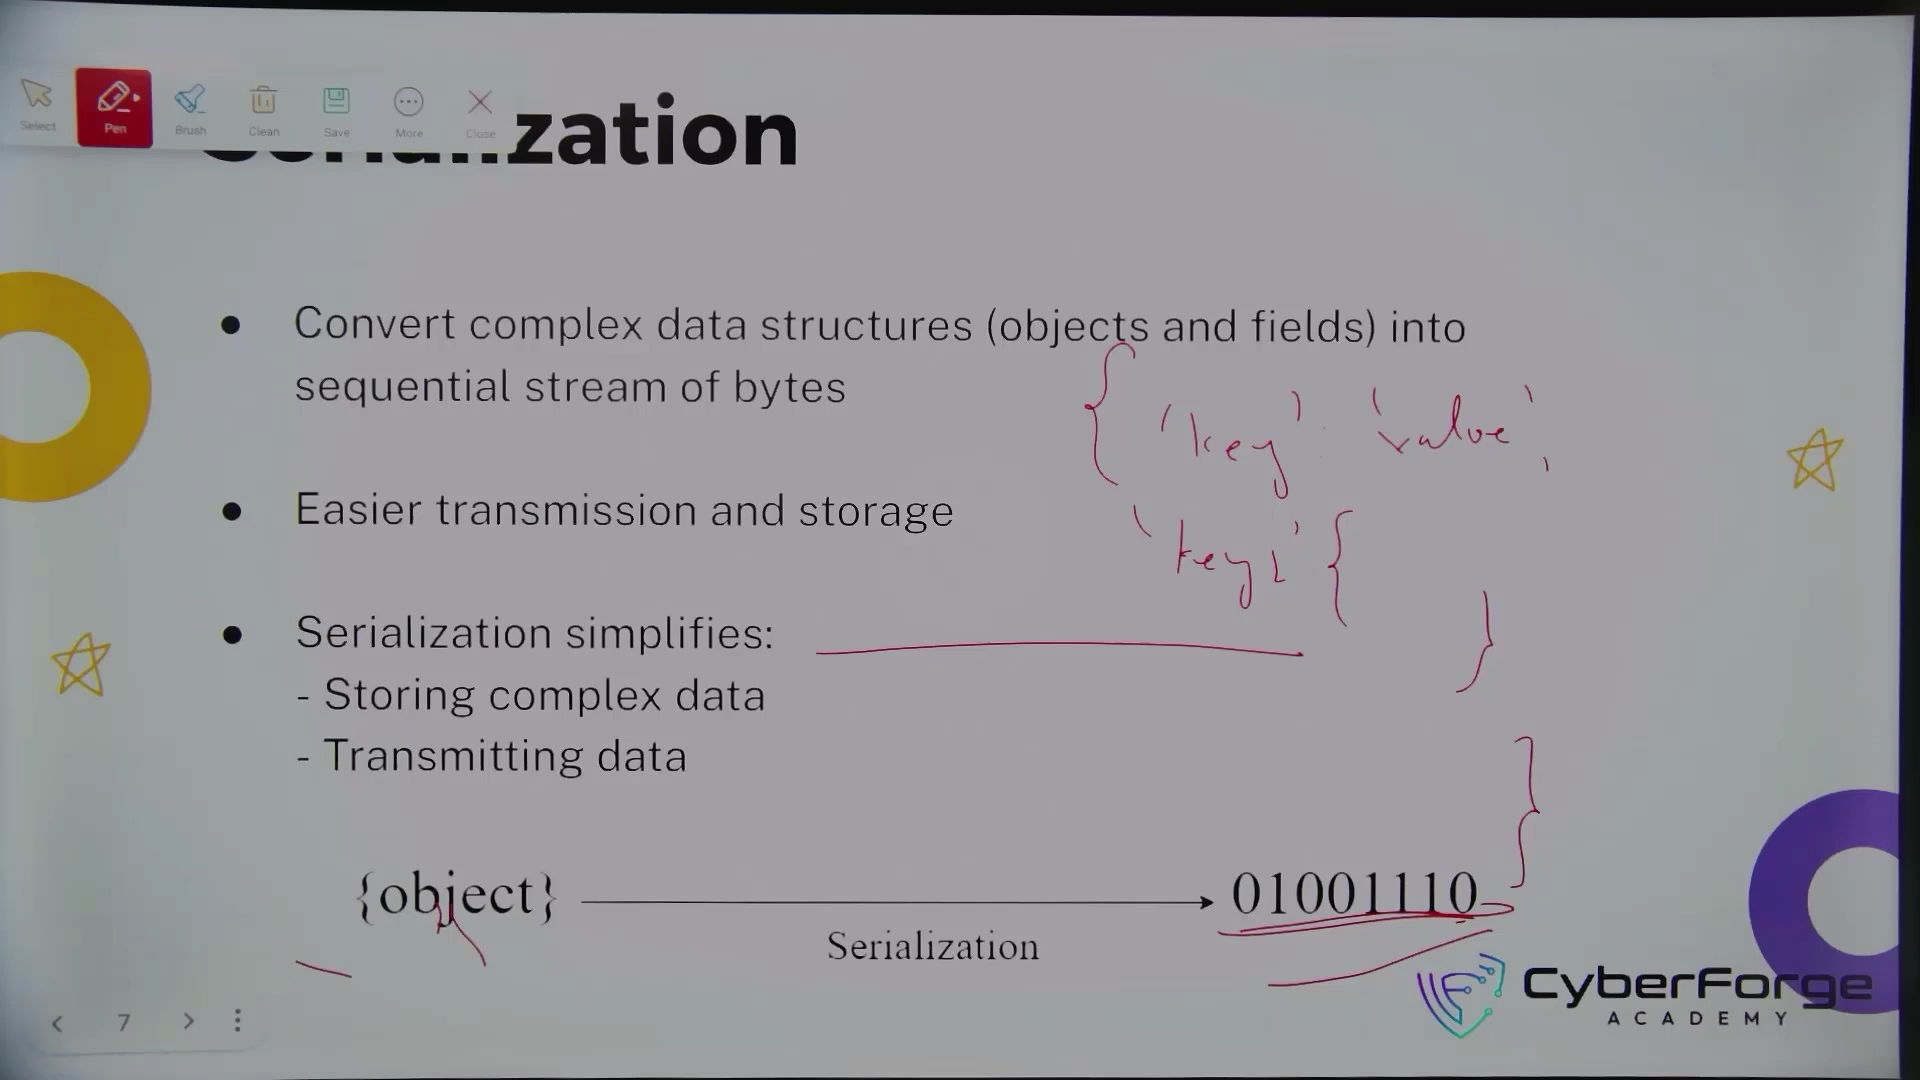 Select Pen Brush Clean Save More Close
Serialization
● Convert complex data structures (objects and fields) into
sequential stream of bytes
{ 'key' : 'value',
● Easier transmission and storage
'key2' {
● Serialization simplifies:
}
- Storing complex data
- Transmitting data
}
{object}
01001110
Serialization
CyberForge
ACADEMY
< 7 >